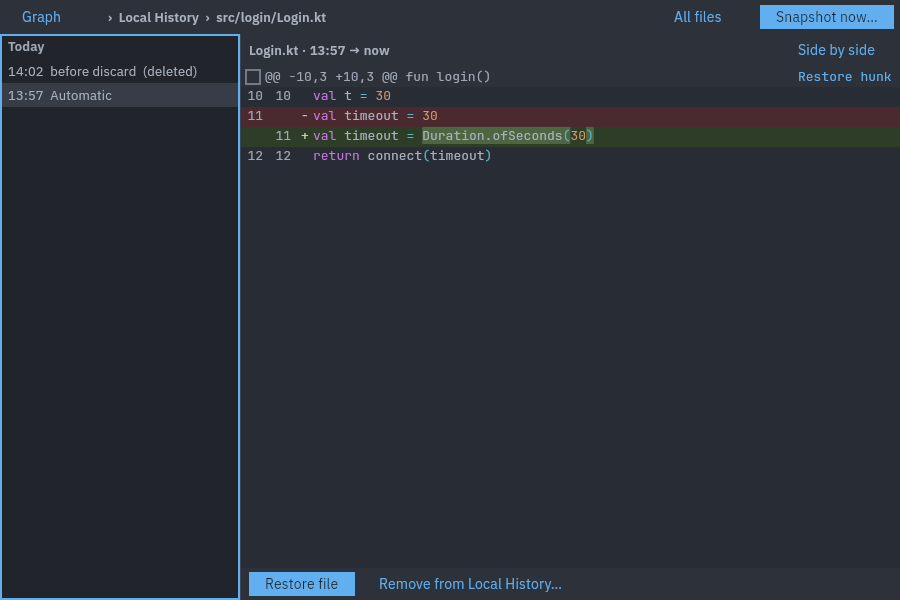 Graph › Local History › src/login/Login.kt All files Snapshot now…
Today
14:02 before discard (deleted)
13:57 Automatic
Login.kt · 13:57 → now Side by side
@@ -10,3 +10,3 @@ fun login() Restore hunk
10 10 val t = 30
11 - val timeout = 30
11 + val timeout = Duration.ofSeconds(30)
12 12 return connect(timeout)
Restore file Remove from Local History…